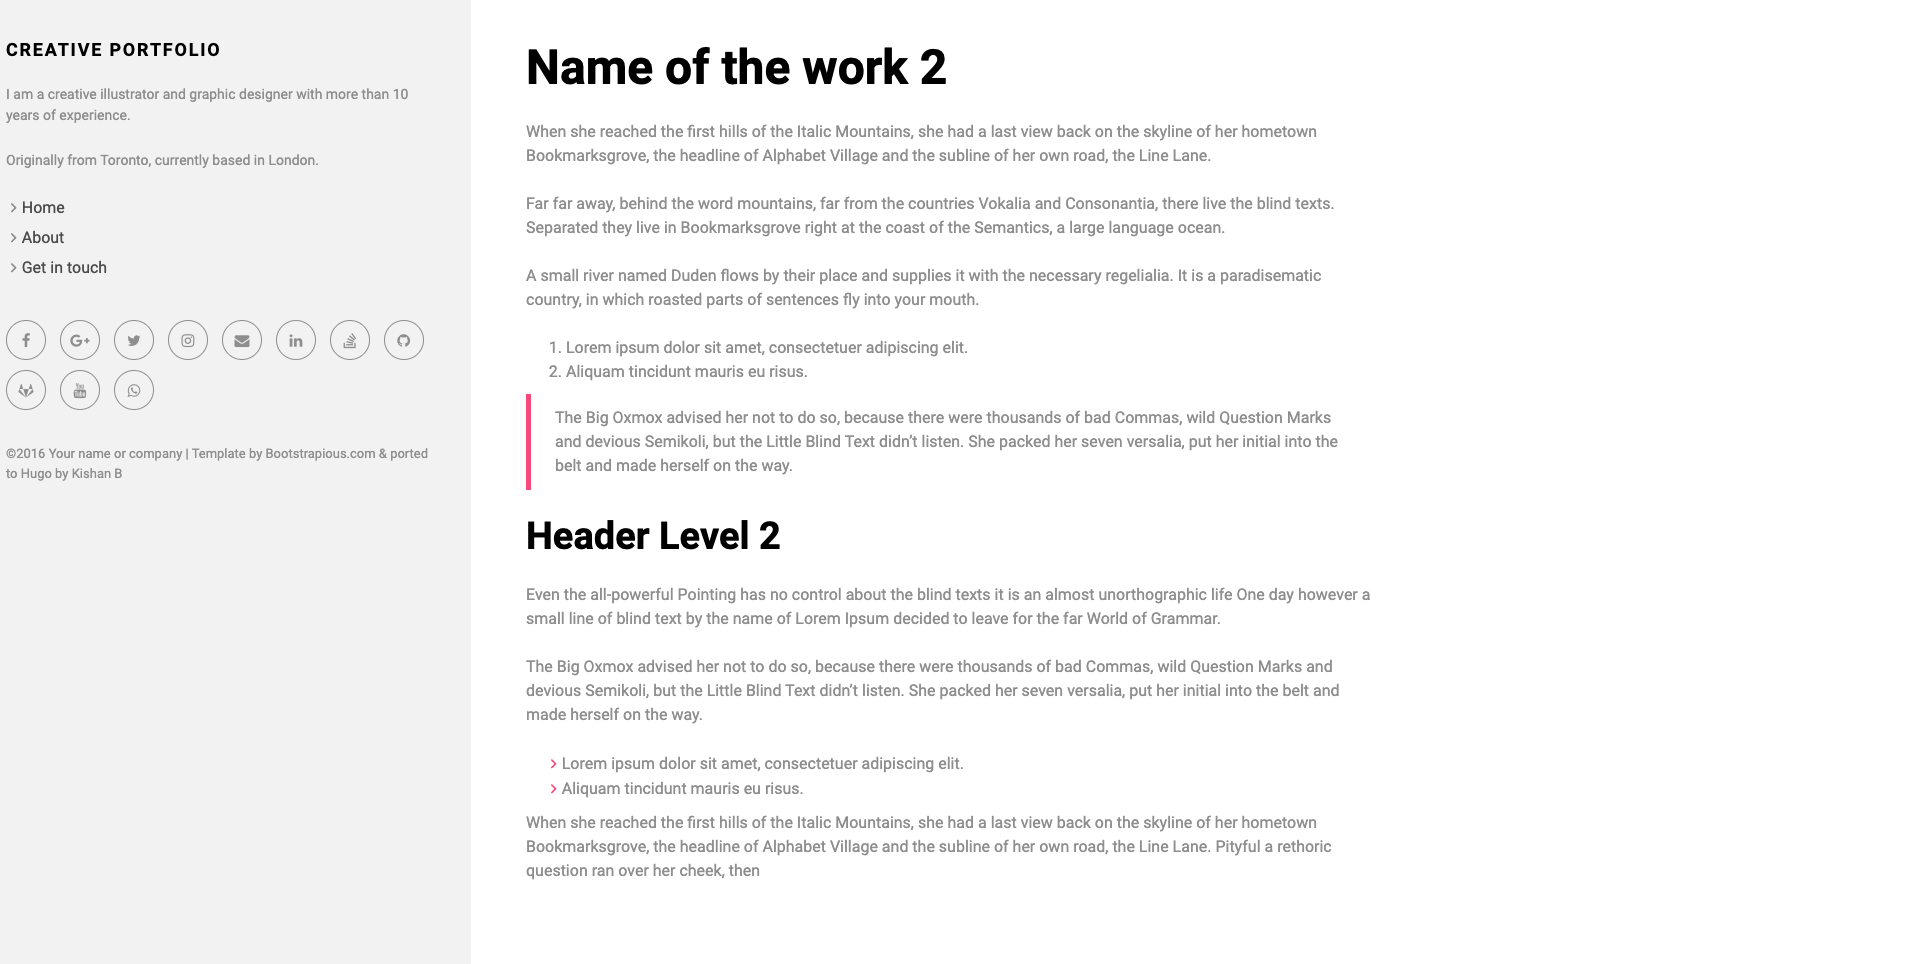 CREATIVE PORTFOLIO
I am a creative illustrator and graphic designer with more than 10
years of experience.
Originally from Toronto, currently based in London.
Home
About
Get in touch
©2016 Your name or company | Template by Bootstrapious.com & ported
to Hugo by Kishan B
Name of the work 2
When she reached the first hills of the Italic Mountains, she had a last view back on the skyline of her hometown
Bookmarksgrove, the headline of Alphabet Village and the subline of her own road, the Line Lane.
Far far away, behind the word mountains, far from the countries Vokalia and Consonantia, there live the blind texts.
Separated they live in Bookmarksgrove right at the coast of the Semantics, a large language ocean.
A small river named Duden flows by their place and supplies it with the necessary regelialia. It is a paradisematic
country, in which roasted parts of sentences fly into your mouth.
1. Lorem ipsum dolor sit amet, consectetuer adipiscing elit.
2. Aliquam tincidunt mauris eu risus.
The Big Oxmox advised her not to do so, because there were thousands of bad Commas, wild Question Marks
and devious Semikoli, but the Little Blind Text didn’t listen. She packed her seven versalia, put her initial into the
belt and made herself on the way.
Header Level 2
Even the all-powerful Pointing has no control about the blind texts it is an almost unorthographic life One day however a
small line of blind text by the name of Lorem Ipsum decided to leave for the far World of Grammar.
The Big Oxmox advised her not to do so, because there were thousands of bad Commas, wild Question Marks and
devious Semikoli, but the Little Blind Text didn’t listen. She packed her seven versalia, put her initial into the belt and
made herself on the way.
Lorem ipsum dolor sit amet, consectetuer adipiscing elit.
Aliquam tincidunt mauris eu risus.
When she reached the first hills of the Italic Mountains, she had a last view back on the skyline of her hometown
Bookmarksgrove, the headline of Alphabet Village and the subline of her own road, the Line Lane. Pityful a rethoric
question ran over her cheek, then